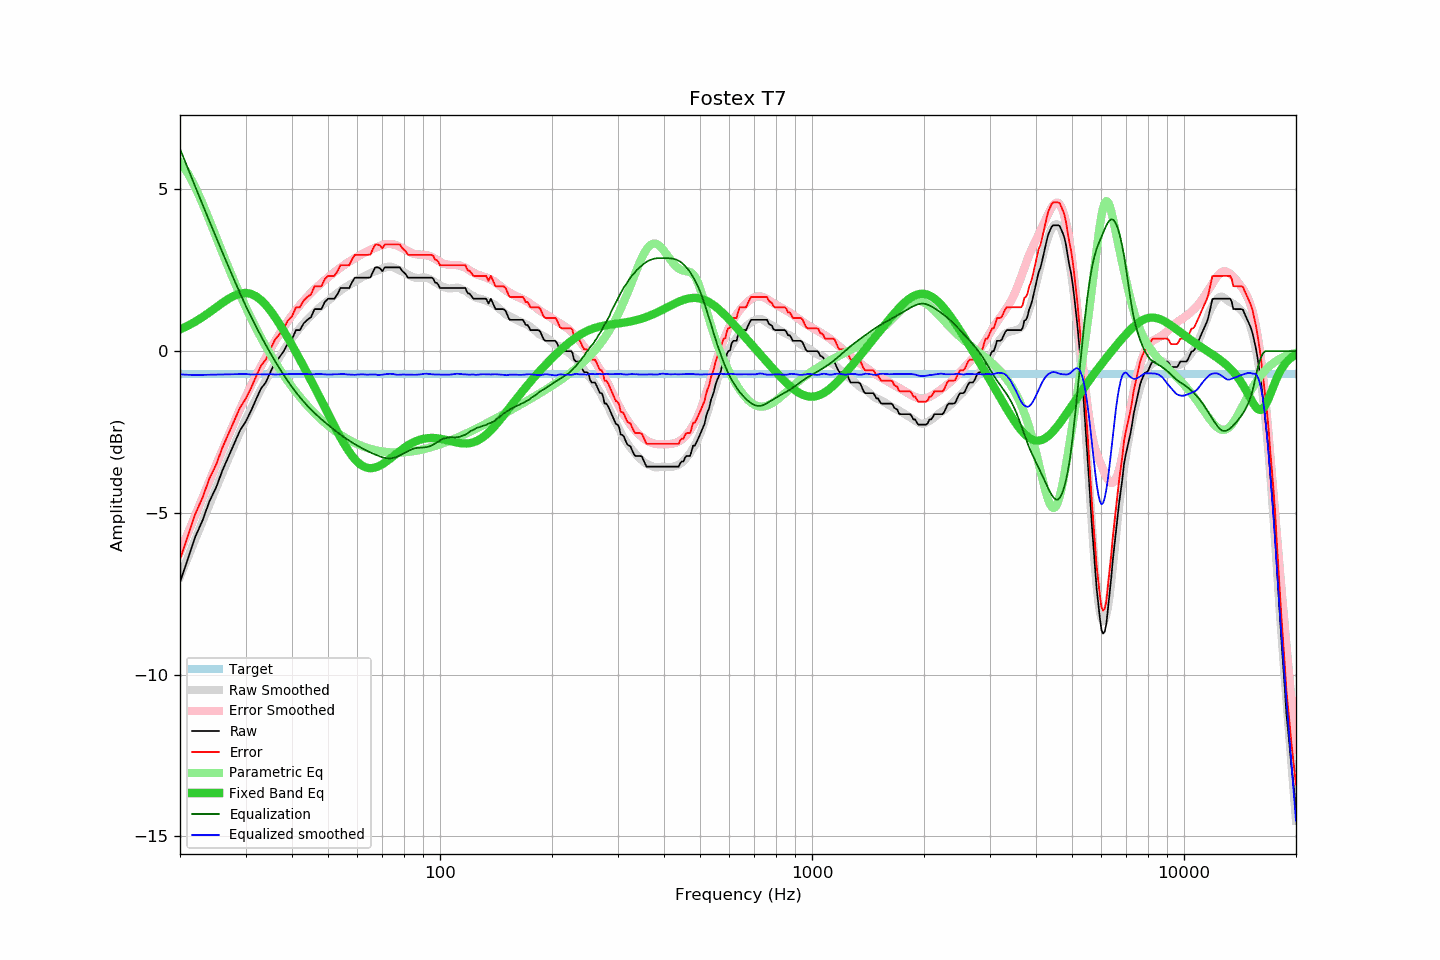 Fostex T7
5
0
−5
−10
−15
Amplitude (dBr)
Target
Raw Smoothed
Error Smoothed
Raw
Error
Parametric Eq
Fixed Band Eq
Equalization
Equalized smoothed
100
1000
10000
Frequency (Hz)